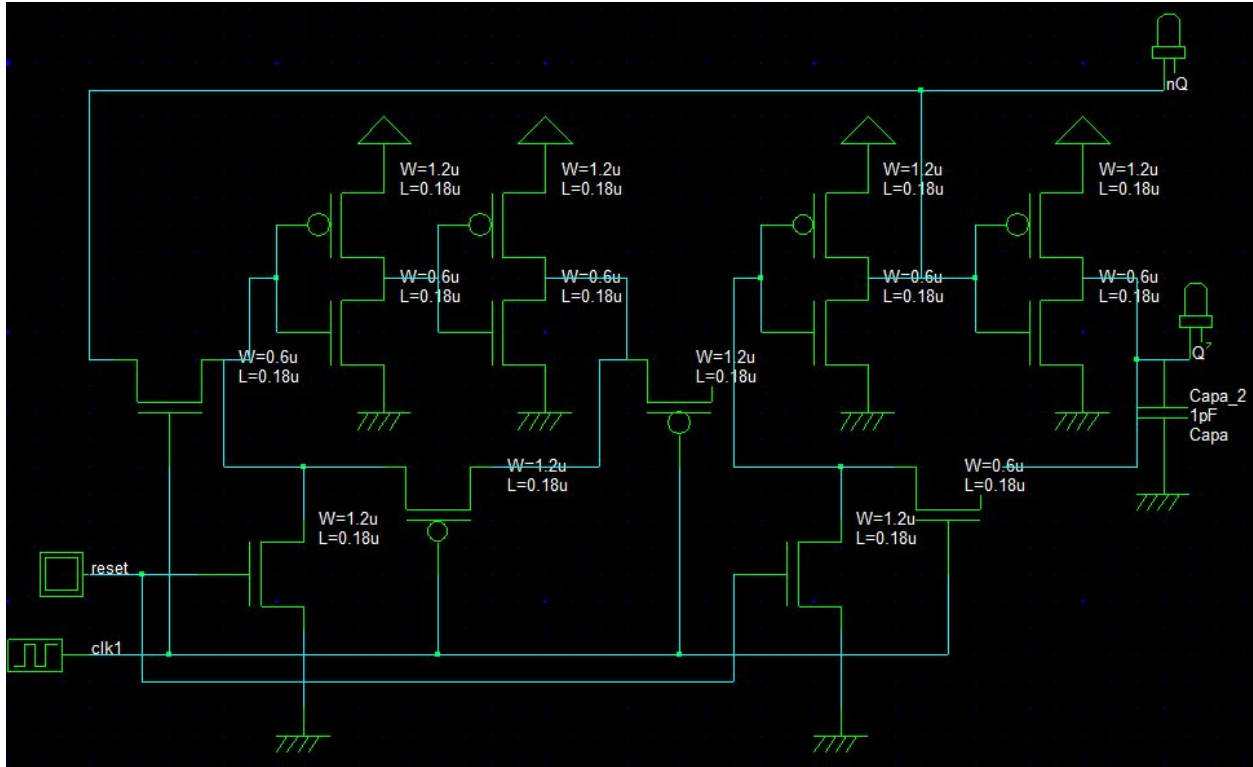 nQ
W=1.2u
L=0.18u
W=1.2u
L=0.18u
W=1.2u
L=0.18u
W=1.2u
L=0.18u
W=0.6u
L=0.18u
W=0.6u
L=0.18u
W=0.6u
L=0.18u
W=0.6u
L=0.18u
W=0.6u
L=0.18u
W=1.2u
L=0.18u
Q
Capa_2
1pF
Capa
W=1.2u
L=0.18u
W=0.6u
L=0.18u
W=1.2u
L=0.18u
W=1.2u
L=0.18u
reset
clk1